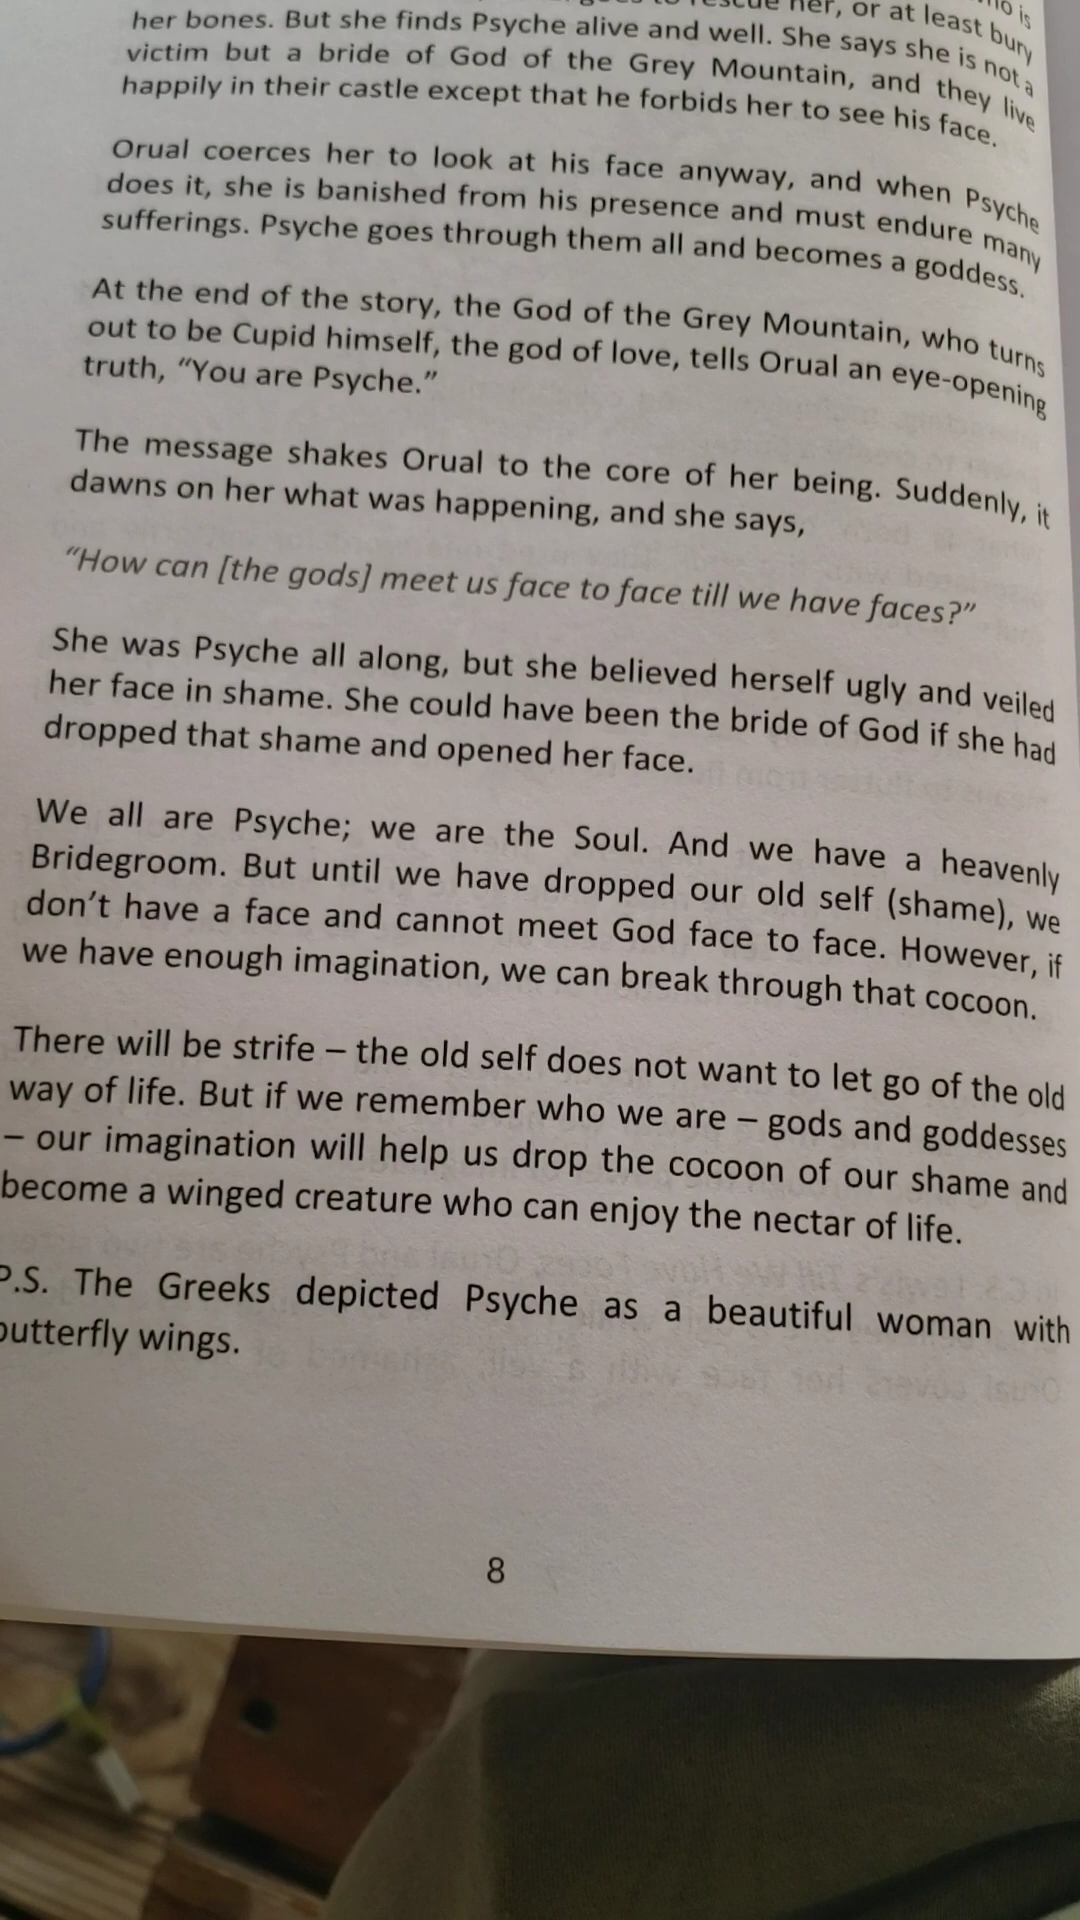 rescue her, or at least bury
her bones. But she finds Psyche alive and well. She says she is not a
victim but a bride of God of the Grey Mountain, and they live
happily in their castle except that he forbids her to see his face.
Orual coerces her to look at his face anyway, and when Psyche
does it, she is banished from his presence and must endure many
sufferings. Psyche goes through them all and becomes a goddess.
At the end of the story, the God of the Grey Mountain, who turns
out to be Cupid himself, the god of love, tells Orual an eye-opening
truth, “You are Psyche.”
The message shakes Orual to the core of her being. Suddenly, it
dawns on her what was happening, and she says,
“How can [the gods] meet us face to face till we have faces?”
She was Psyche all along, but she believed herself ugly and veiled
her face in shame. She could have been the bride of God if she had
dropped that shame and opened her face.
We all are Psyche; we are the Soul. And we have a heavenly
Bridegroom. But until we have dropped our old self (shame), we
don’t have a face and cannot meet God face to face. However, if
we have enough imagination, we can break through that cocoon.
There will be strife – the old self does not want to let go of the old
way of life. But if we remember who we are – gods and goddesses
– our imagination will help us drop the cocoon of our shame and
become a winged creature who can enjoy the nectar of life.
P.S. The Greeks depicted Psyche as a beautiful woman with
butterfly wings.
8